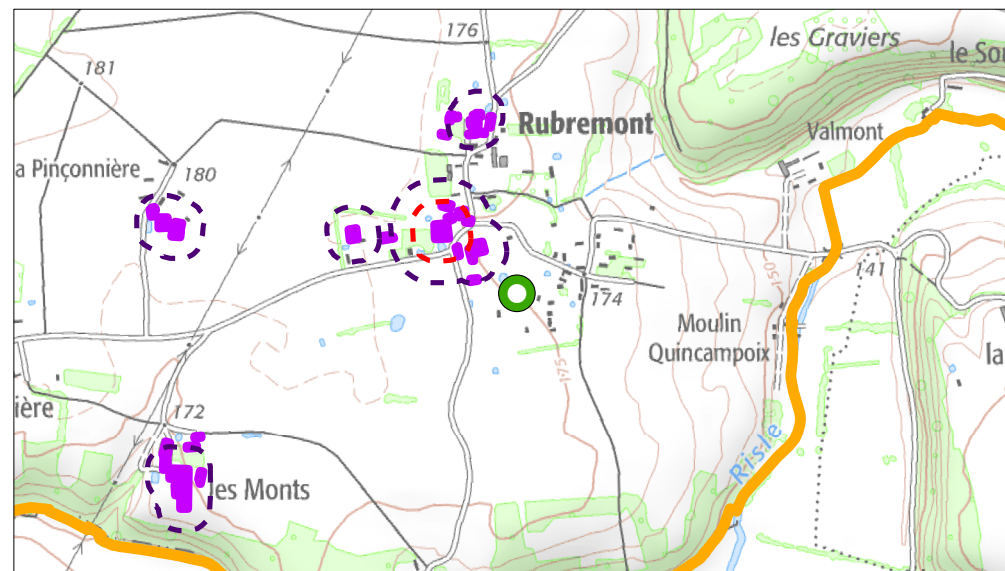 176
les Graviers
le Sou
181
Rubremont
Valmont
a Pinçonnière
180
141
150
174
Moulin
Quincampoix
la
175
ière
172
Risle
les Monts